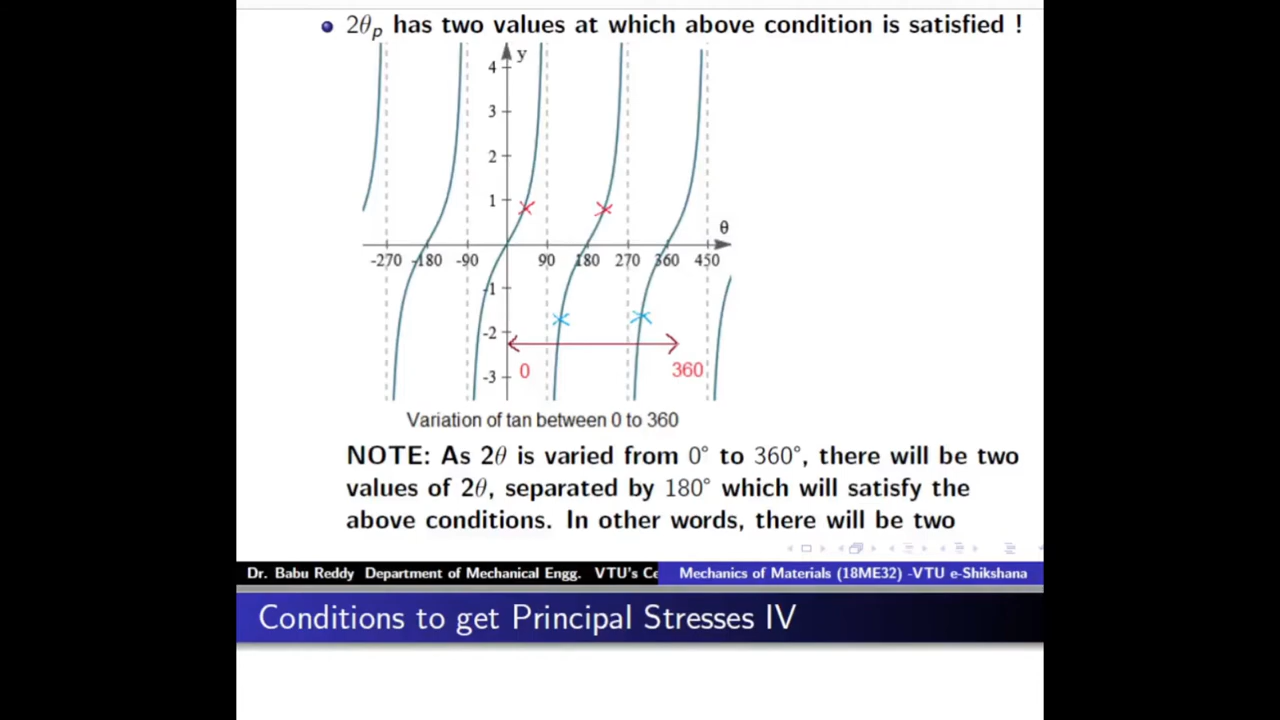 2θp has two values at which above condition is satisfied !
y
4
3
2
1
θ
-270 -180 -90 90 180 270 360 450
-1
-2
-3
0 360
Variation of tan between 0 to 360
NOTE: As 2θ is varied from 0° to 360°, there will be two
values of 2θ, separated by 180° which will satisfy the
above conditions. In other words, there will be two
Dr. Babu Reddy Department of Mechanical Engg. VTU's Ce
Mechanics of Materials (18ME32) -VTU e-Shikshana
Conditions to get Principal Stresses IV